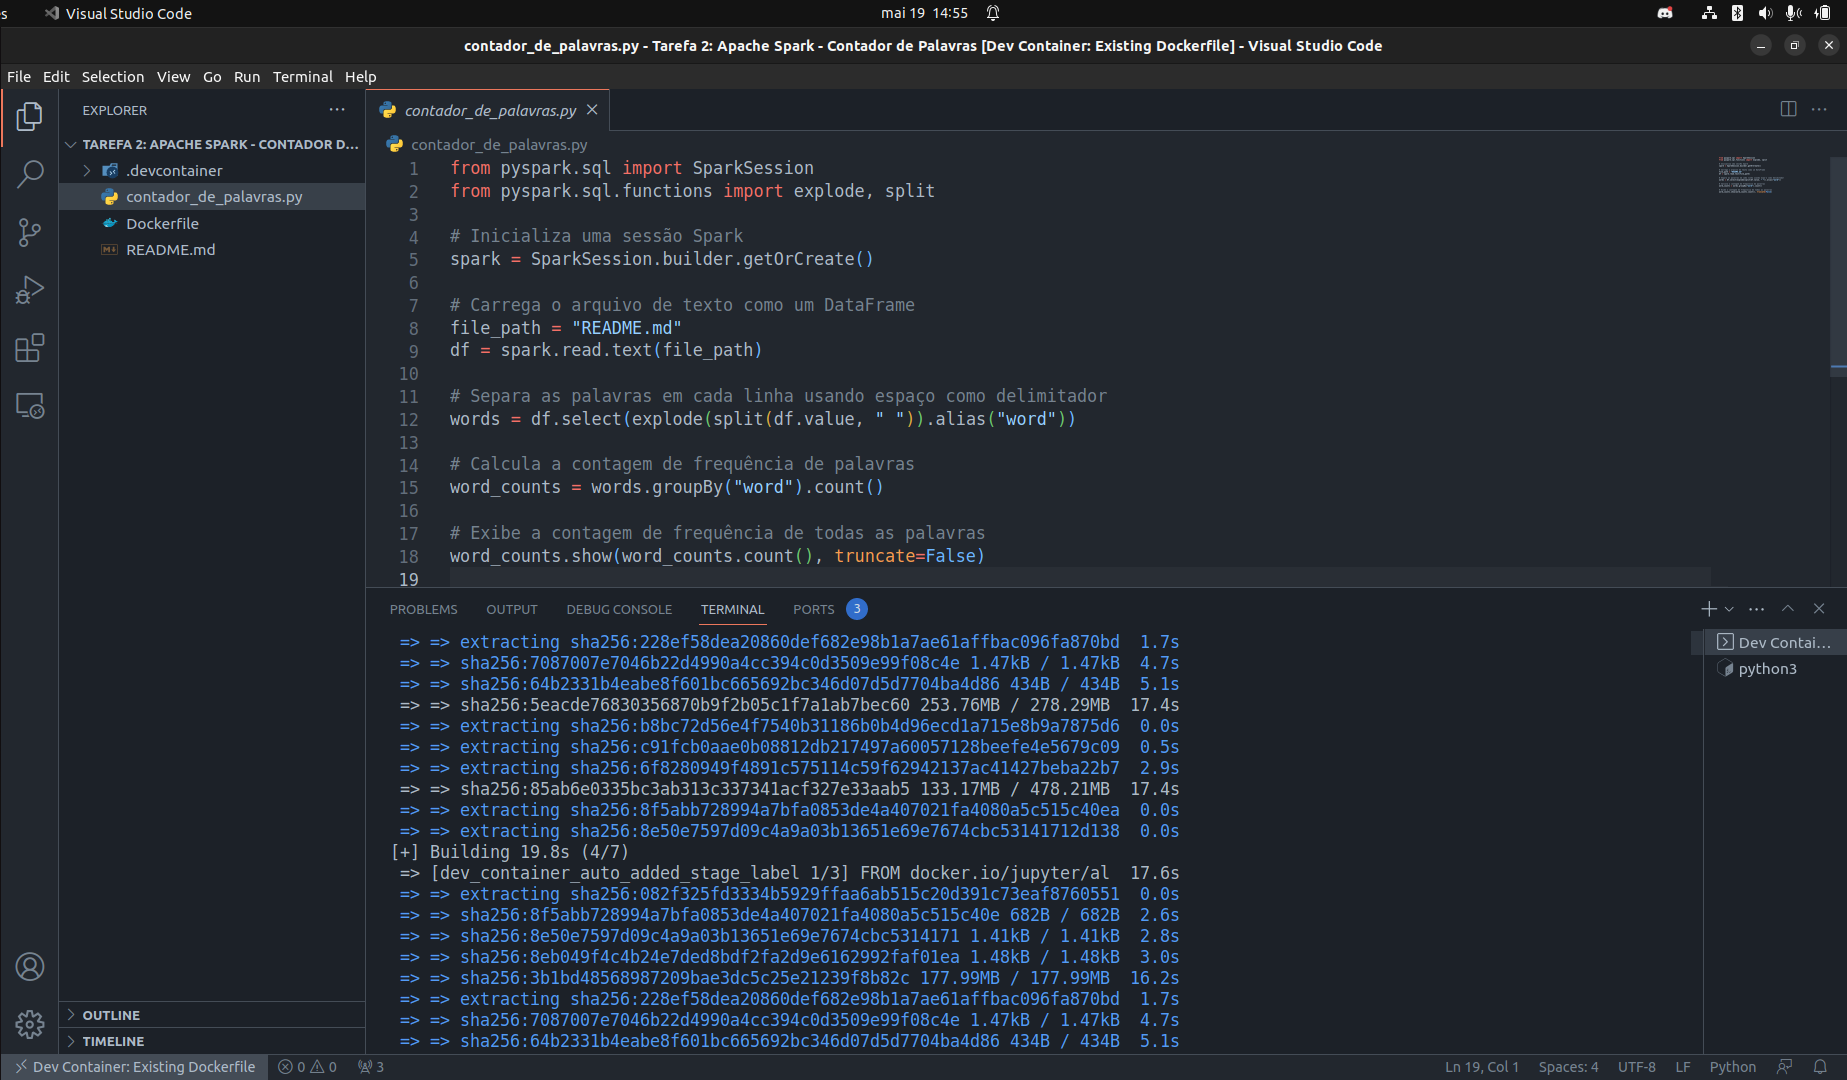 Visual Studio Code
mai 19 14:55
contador_de_palavras.py - Tarefa 2: Apache Spark - Contador de Palavras [Dev Container: Existing Dockerfile] - Visual Studio Code
File Edit Selection View Go Run Terminal Help
EXPLORER
TAREFA 2: APACHE SPARK - CONTADOR D...
.devcontainer
contador_de_palavras.py
Dockerfile
README.md
OUTLINE
TIMELINE
contador_de_palavras.py
contador_de_palavras.py
1 from pyspark.sql import SparkSession
2 from pyspark.sql.functions import explode, split
3
4 # Inicializa uma sessão Spark
5 spark = SparkSession.builder.getOrCreate()
6
7 # Carrega o arquivo de texto como um DataFrame
8 file_path = "README.md"
9 df = spark.read.text(file_path)
10
11 # Separa as palavras em cada linha usando espaço como delimitador
12 words = df.select(explode(split(df.value, " ")).alias("word"))
13
14 # Calcula a contagem de frequência de palavras
15 word_counts = words.groupBy("word").count()
16
17 # Exibe a contagem de frequência de todas as palavras
18 word_counts.show(word_counts.count(), truncate=False)
19
PROBLEMS OUTPUT DEBUG CONSOLE TERMINAL PORTS 3
=> => extracting sha256:228ef58dea20860def682e98b1a7ae61affbac096fa870bd 1.7s
=> => sha256:7087007e7046b22d4990a4cc394c0d3509e99f08c4e 1.47kB / 1.47kB 4.7s
=> => sha256:64b2331b4eabe8f601bc665692bc346d07d5d7704ba4d86 434B / 434B 5.1s
=> => sha256:5eacde76830356870b9f2b05c1f7a1ab7bec60 253.76MB / 278.29MB 17.4s
=> => extracting sha256:b8bc72d56e4f7540b31186b0b4d96ecd1a715e8b9a7875d6 0.0s
=> => extracting sha256:c91fcb0aae0b08812db217497a60057128beefe4e5679c09 0.5s
=> => extracting sha256:6f8280949f4891c575114c59f62942137ac41427beba22b7 2.9s
=> => sha256:85ab6e0335bc3ab313c337341acf327e33aab5 133.17MB / 478.21MB 17.4s
=> => extracting sha256:8f5abb728994a7bfa0853de4a407021fa4080a5c515c40ea 0.0s
=> => extracting sha256:8e50e7597d09c4a9a03b13651e69e7674cbc53141712d138 0.0s
[+] Building 19.8s (4/7)
=> [dev_container_auto_added_stage_label 1/3] FROM docker.io/jupyter/al 17.6s
=> => extracting sha256:082f325fd3334b5929ffaa6ab515c20d391c73eaf8760551 0.0s
=> => sha256:8f5abb728994a7bfa0853de4a407021fa4080a5c515c40e 682B / 682B 2.6s
=> => sha256:8e50e7597d09c4a9a03b13651e69e7674cbc5314171 1.41kB / 1.41kB 2.8s
=> => sha256:8eb049f4c4b24e7ded8bdf2fa2d9e6162992faf01ea 1.48kB / 1.48kB 3.0s
=> => sha256:3b1bd48568987209bae3dc5c25e21239f8b82c 177.99MB / 177.99MB 16.2s
=> => extracting sha256:228ef58dea20860def682e98b1a7ae61affbac096fa870bd 1.7s
=> => sha256:7087007e7046b22d4990a4cc394c0d3509e99f08c4e 1.47kB / 1.47kB 4.7s
=> => sha256:64b2331b4eabe8f601bc665692bc346d07d5d7704ba4d86 434B / 434B 5.1s
Dev Contai...
python3
Dev Container: Existing Dockerfile 0 0 3
Ln 19, Col 1 Spaces: 4 UTF-8 LF Python